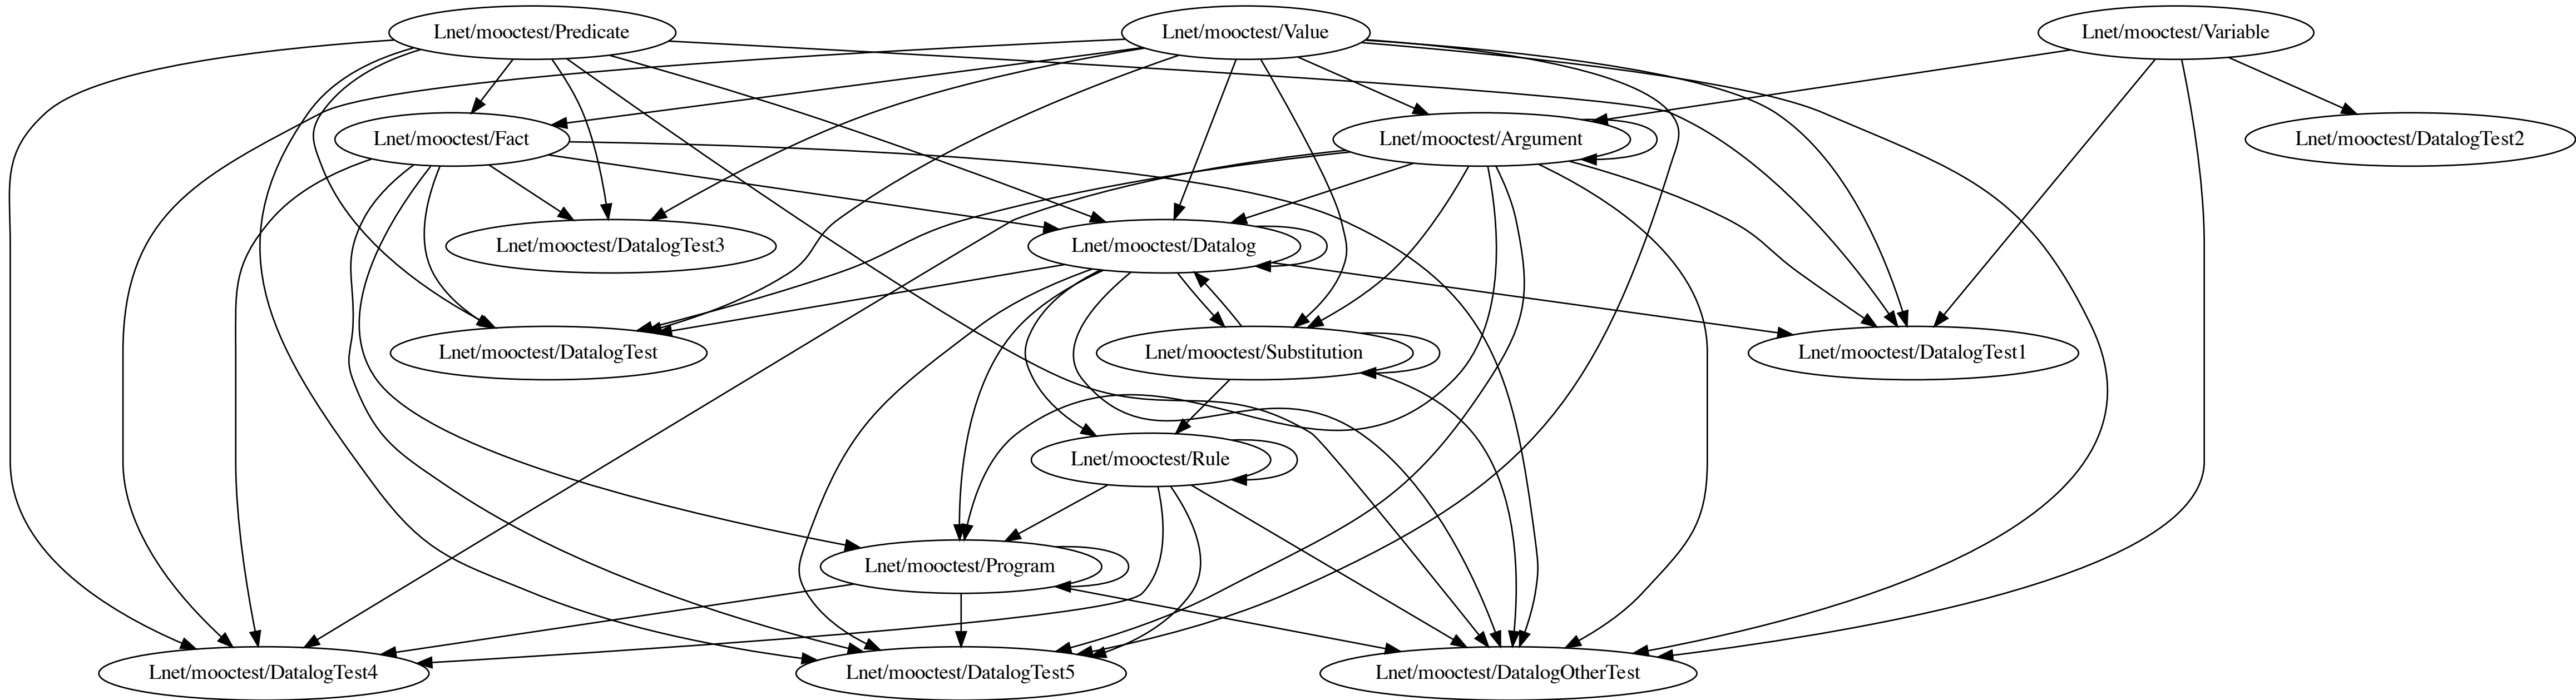 Lnet/mooctest/Predicate
Lnet/mooctest/Value
Lnet/mooctest/Variable
Lnet/mooctest/Fact
Lnet/mooctest/Argument
Lnet/mooctest/DatalogTest2
Lnet/mooctest/DatalogTest3
Lnet/mooctest/Datalog
Lnet/mooctest/DatalogTest
Lnet/mooctest/Substitution
Lnet/mooctest/DatalogTest1
Lnet/mooctest/Rule
Lnet/mooctest/Program
Lnet/mooctest/DatalogTest4
Lnet/mooctest/DatalogTest5
Lnet/mooctest/DatalogOtherTest